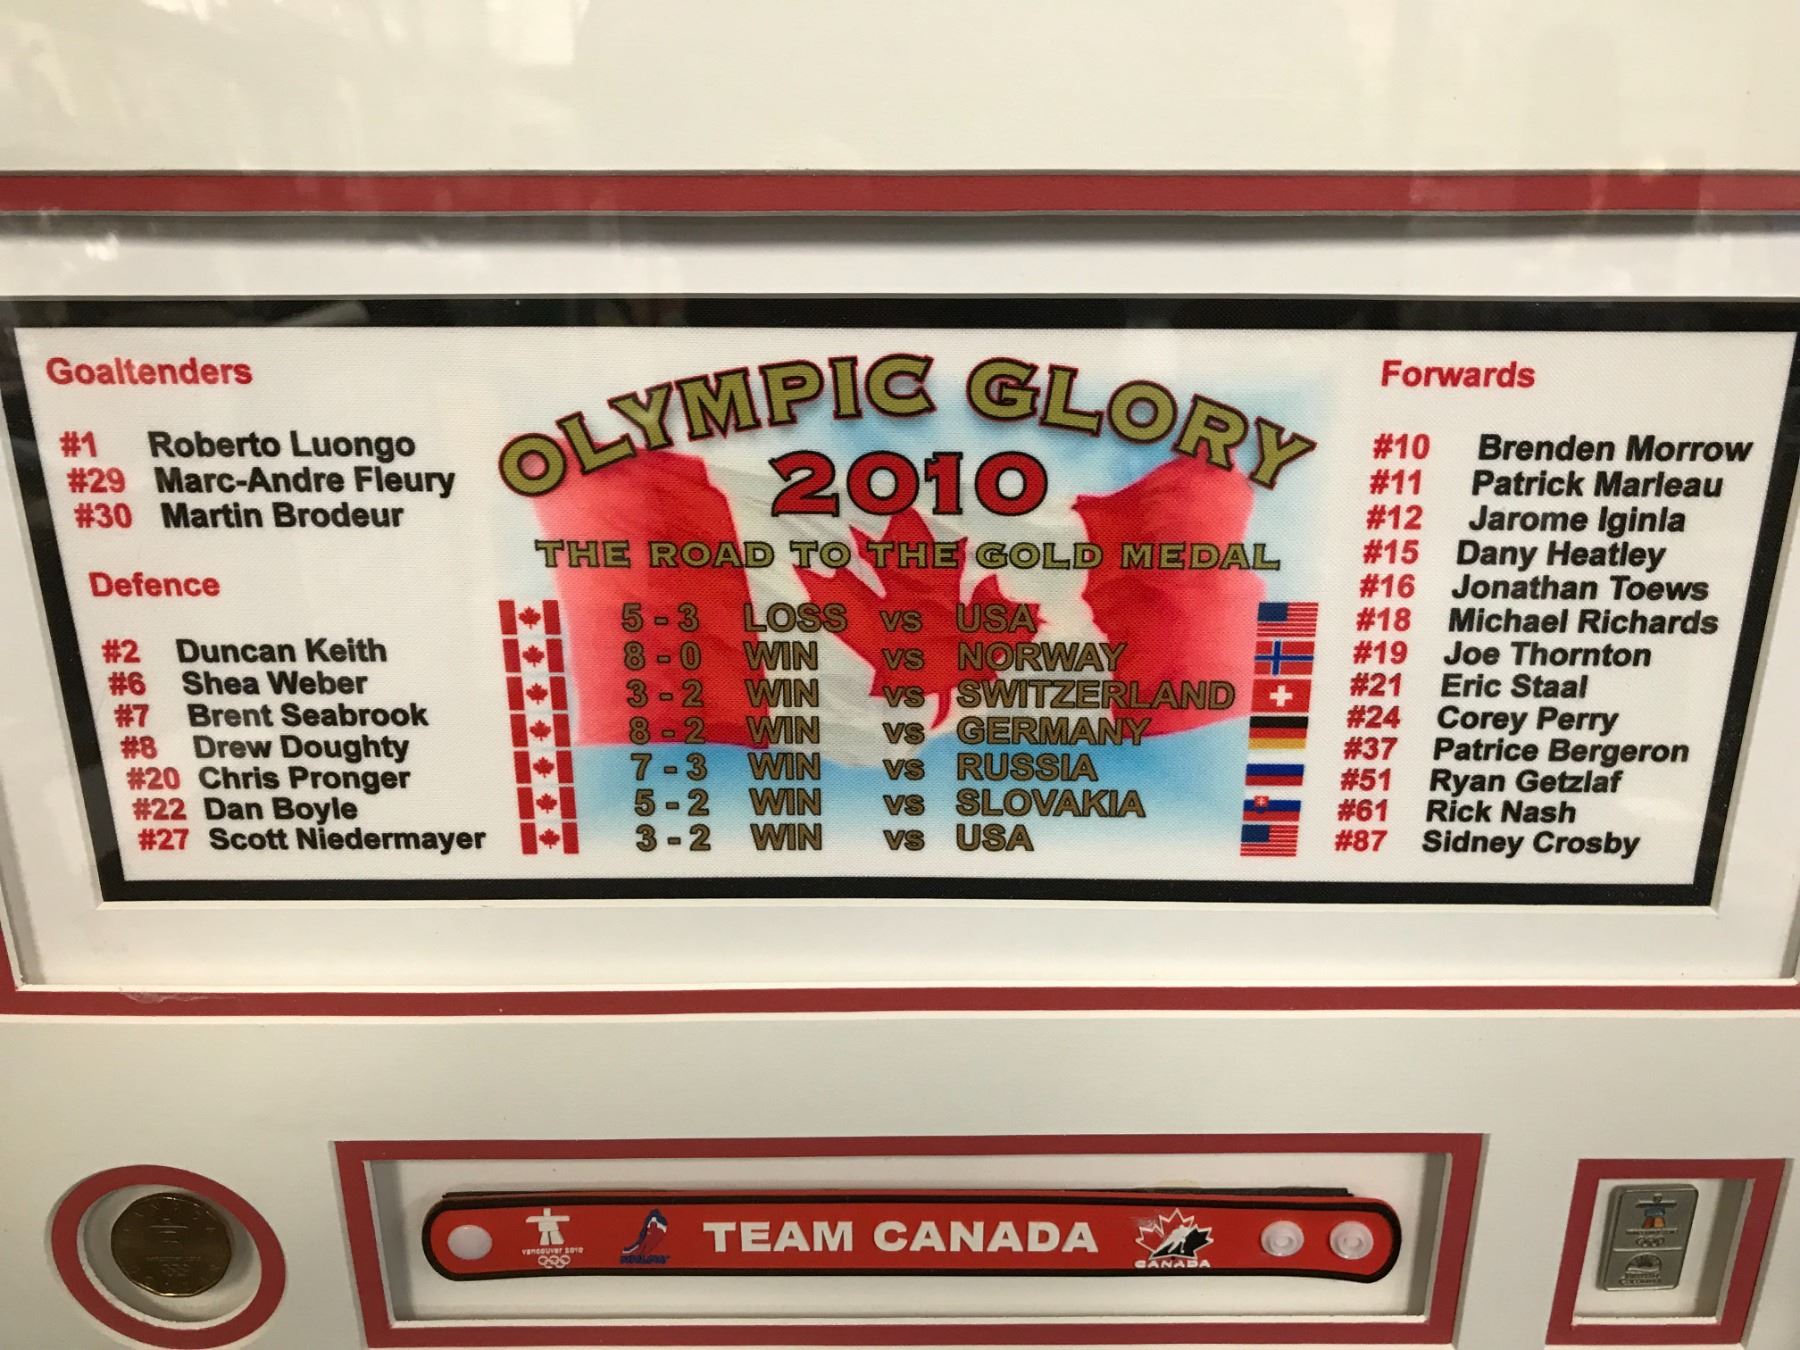 Goaltenders
#1 Roberto Luongo
#29 Marc-Andre Fleury
#30 Martin Brodeur
Defence
#2 Duncan Keith
#6 Shea Weber
#7 Brent Seabrook
#8 Drew Doughty
#20 Chris Pronger
#22 Dan Boyle
#27 Scott Niedermayer
OLYMPIC GLORY
2010
THE ROAD TO THE GOLD MEDAL
5 - 3 LOSS vs USA
8 - 0 WIN vs NORWAY
3 - 2 WIN vs SWITZERLAND
8 - 2 WIN vs GERMANY
7 - 3 WIN vs RUSSIA
5 - 2 WIN vs SLOVAKIA
3 - 2 WIN vs USA
Forwards
#10 Brenden Morrow
#11 Patrick Marleau
#12 Jarome Iginla
#15 Dany Heatley
#16 Jonathan Toews
#18 Michael Richards
#19 Joe Thornton
#21 Eric Staal
#24 Corey Perry
#37 Patrice Bergeron
#51 Ryan Getzlaf
#61 Rick Nash
#87 Sidney Crosby
vancouver 2010
TEAM CANADA
CANADA